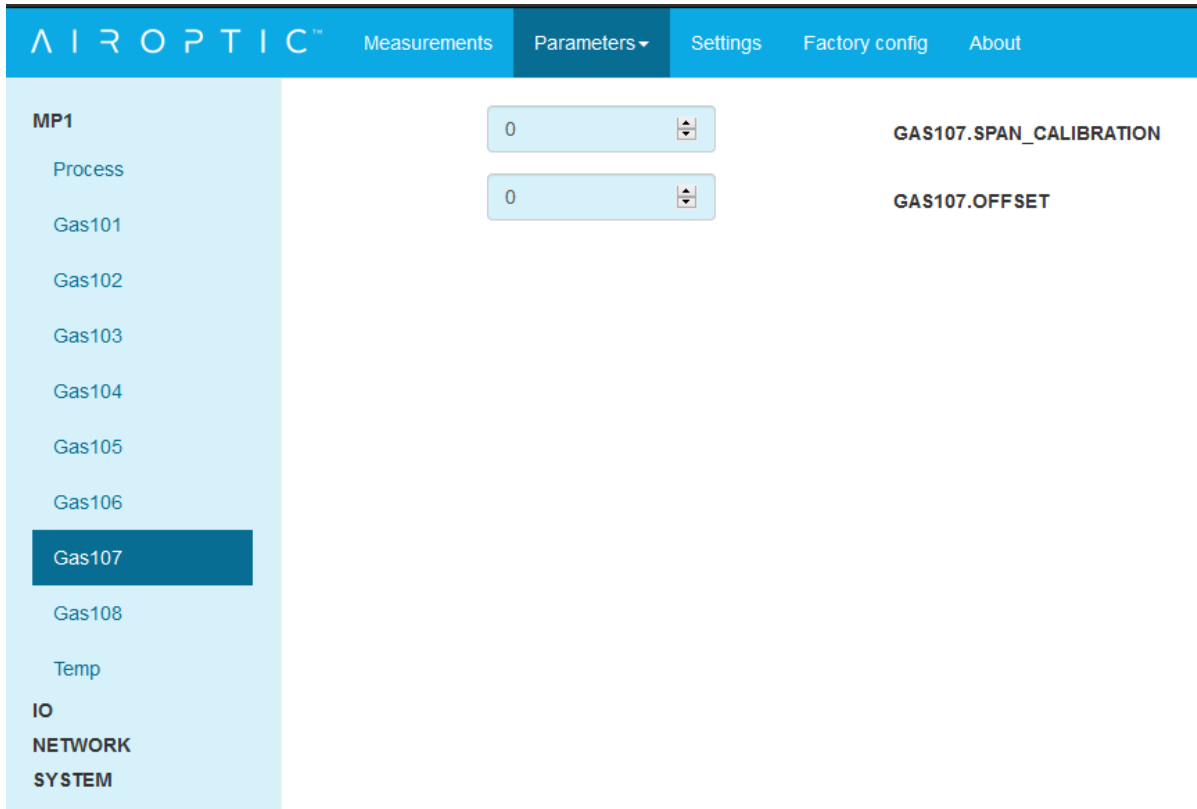 AIROPTIC™ Measurements Parameters Settings Factory config About
MP1
Process
Gas101
Gas102
Gas103
Gas104
Gas105
Gas106
Gas107
Gas108
Temp
IO
NETWORK
SYSTEM
0 GAS107.SPAN_CALIBRATION
0 GAS107.OFFSET